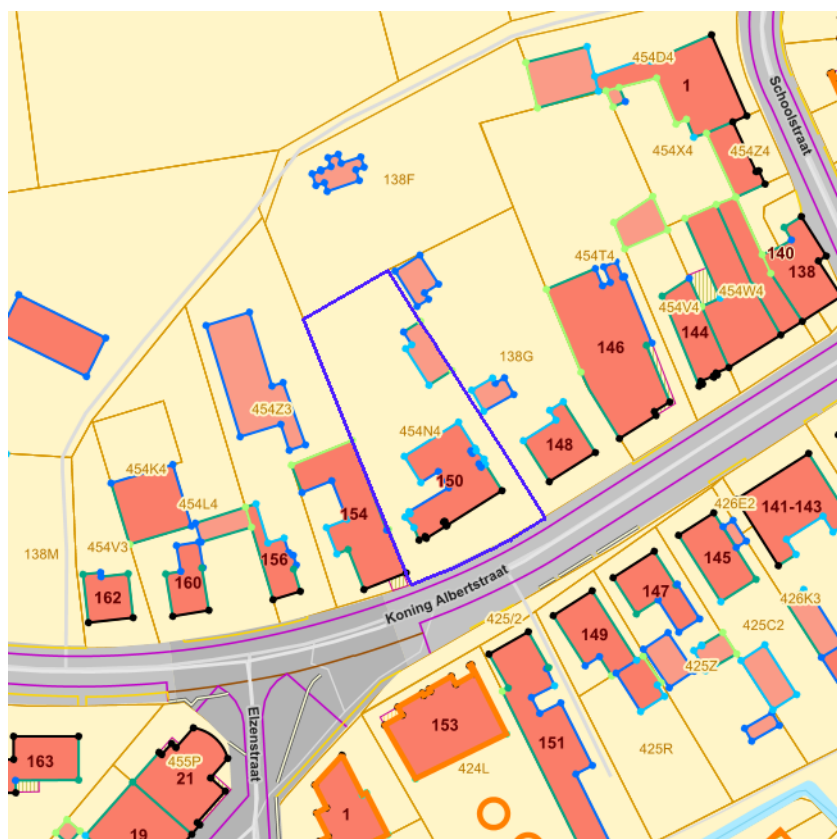 454D4
1
Schoolstraat
454X4
454Z4
138F
140
454T4
138
454W4
454V4
144
146
138G
454Z3
454N4
148
150
454K4
454L4
154
141-143
426E2
138M
454V3
156
145
160
162
147
Koning Albertstraat
426K3
425/2
149
425C2
425Z
153
151
163
455P
21
Elzenstraat
425R
424L
19
1